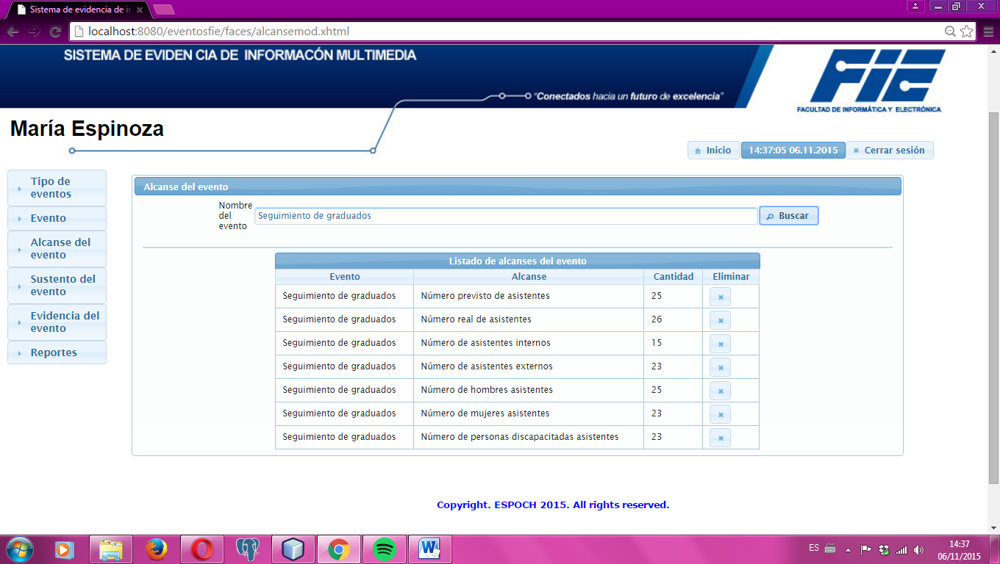 Sistema de evidencia de i
localhost:8080/eventosfie/faces/alcansemod.xhtml
SISTEMA DE EVIDEN CIA DE INFORMACÓN MULTIMEDIA
"Conectados hacia un futuro de excelencia"
FIE
FACULTAD DE INFORMÁTICA Y ELECTRÓNICA
María Espinoza
Inicio
14:37:05 06.11.2015
Cerrar sesión
Tipo de
eventos
Evento
Alcanse del
evento
Sustento del
evento
Evidencia del
evento
Reportes
Alcanse del evento
Nombre
del
evento
Seguimiento de graduados
Buscar
Listado de alcanses del evento
Evento Alcanse Cantidad Eliminar
Seguimiento de graduados Número previsto de asistentes 25
Seguimiento de graduados Número real de asistentes 26
Seguimiento de graduados Número de asistentes internos 15
Seguimiento de graduados Número de asistentes externos 23
Seguimiento de graduados Número de hombres asistentes 25
Seguimiento de graduados Número de mujeres asistentes 23
Seguimiento de graduados Número de personas discapacitadas asistentes 23
Copyright. ESPOCH 2015. All rights reserved.
ES
14:37
06/11/2015